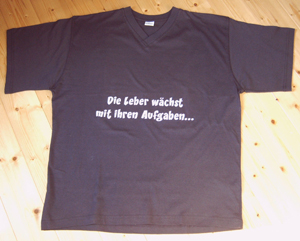 Die Leber wächst
mit ihren Aufgaben...